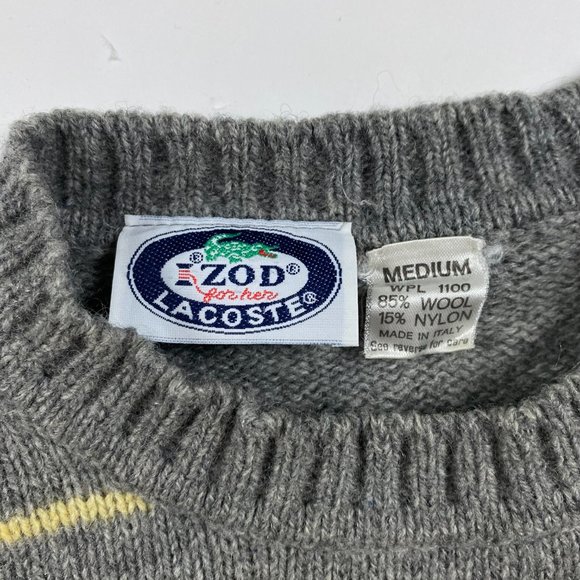 IZOD®
for her
LACOSTE®
MEDIUM
WPL 1100
85% WOOL
15% NYLON
MADE IN ITALY
See reverse for care